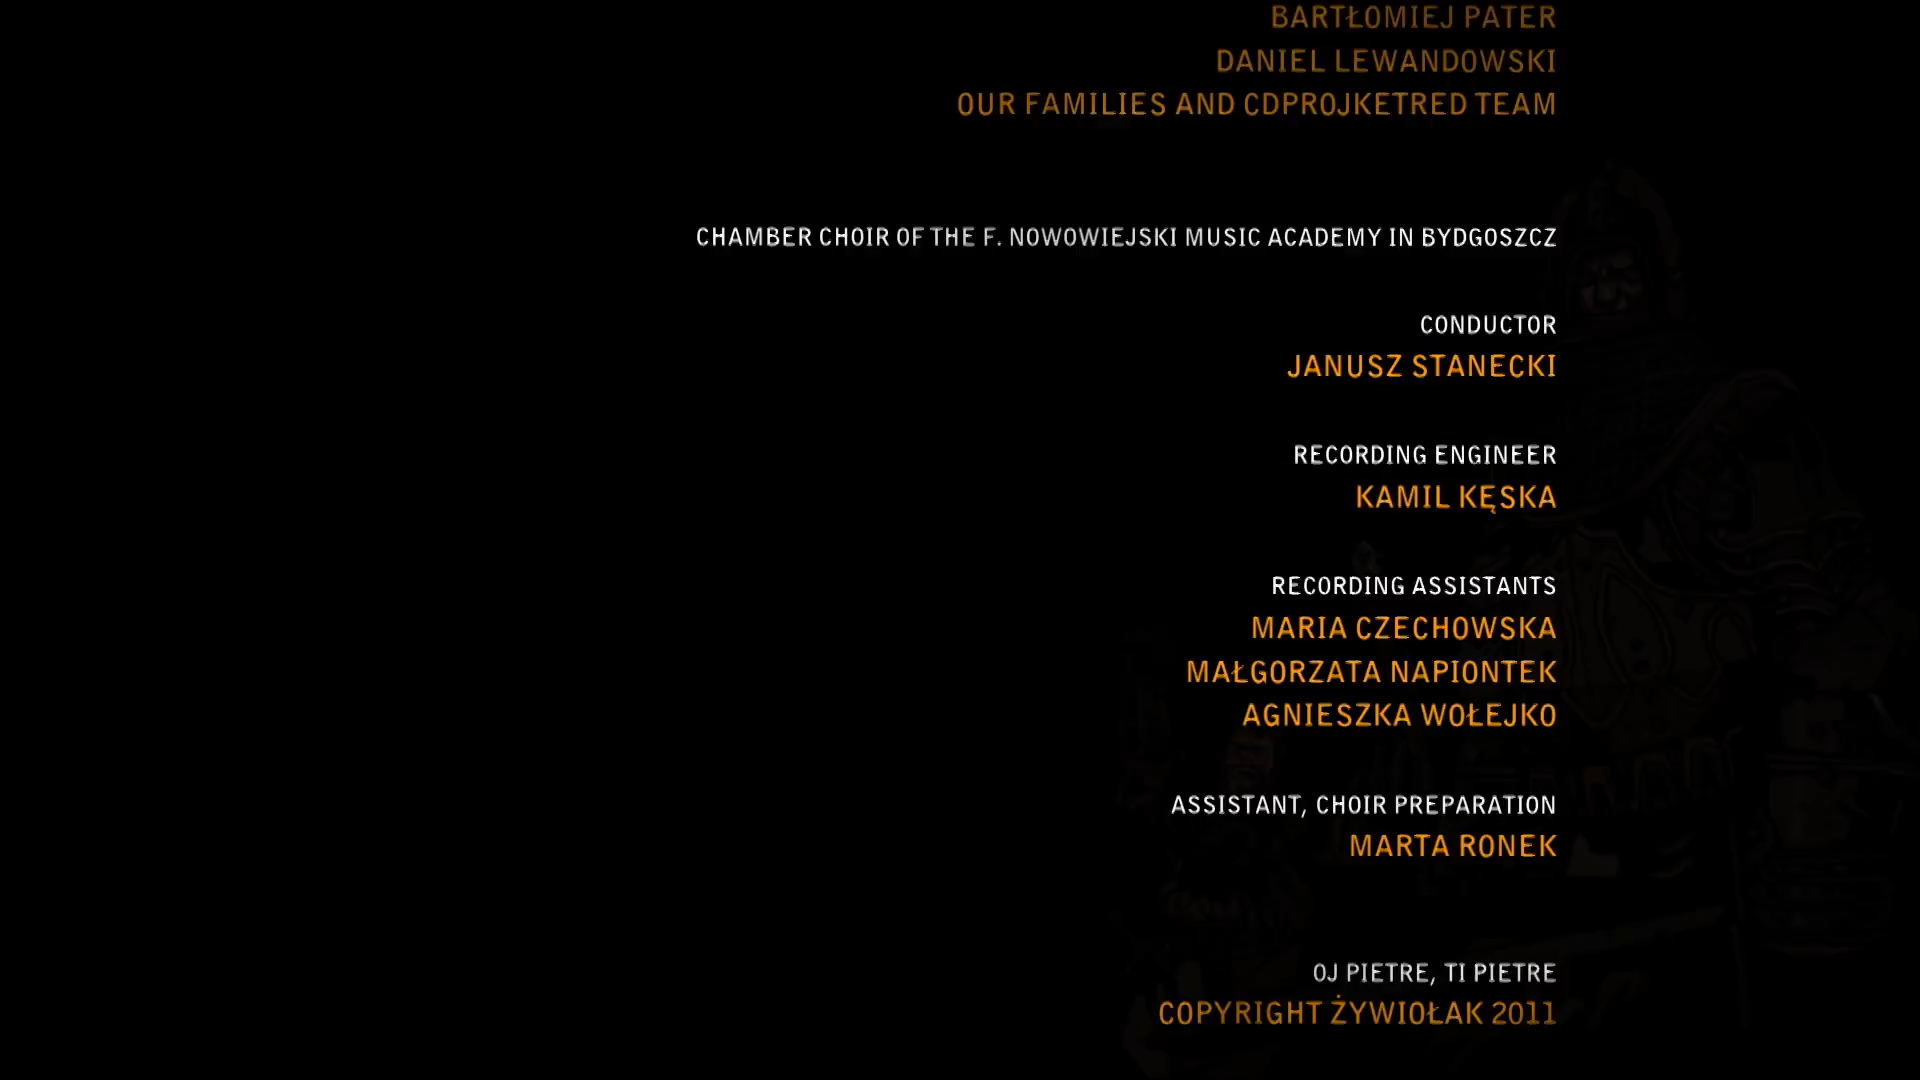 BARTŁOMIEJ PATER
DANIEL LEWANDOWSKI
OUR FAMILIES AND CDPROJKETRED TEAM
CHAMBER CHOIR OF THE F. NOWOWIEJSKI MUSIC ACADEMY IN BYDGOSZCZ
CONDUCTOR
JANUSZ STANECKI
RECORDING ENGINEER
KAMIL KĘSKA
RECORDING ASSISTANTS
MARIA CZECHOWSKA
MAŁGORZATA NAPIONTEK
AGNIESZKA WOŁEJKO
ASSISTANT, CHOIR PREPARATION
MARTA RONEK
OJ PIETRE, TI PIETRE
COPYRIGHT ŻYWIOŁAK 2011